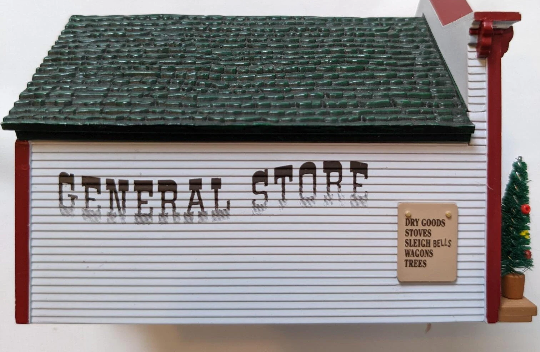 GENERAL STORE
DRY GOODS
STOVES
SLEIGH BELLS
WAGONS
TREES